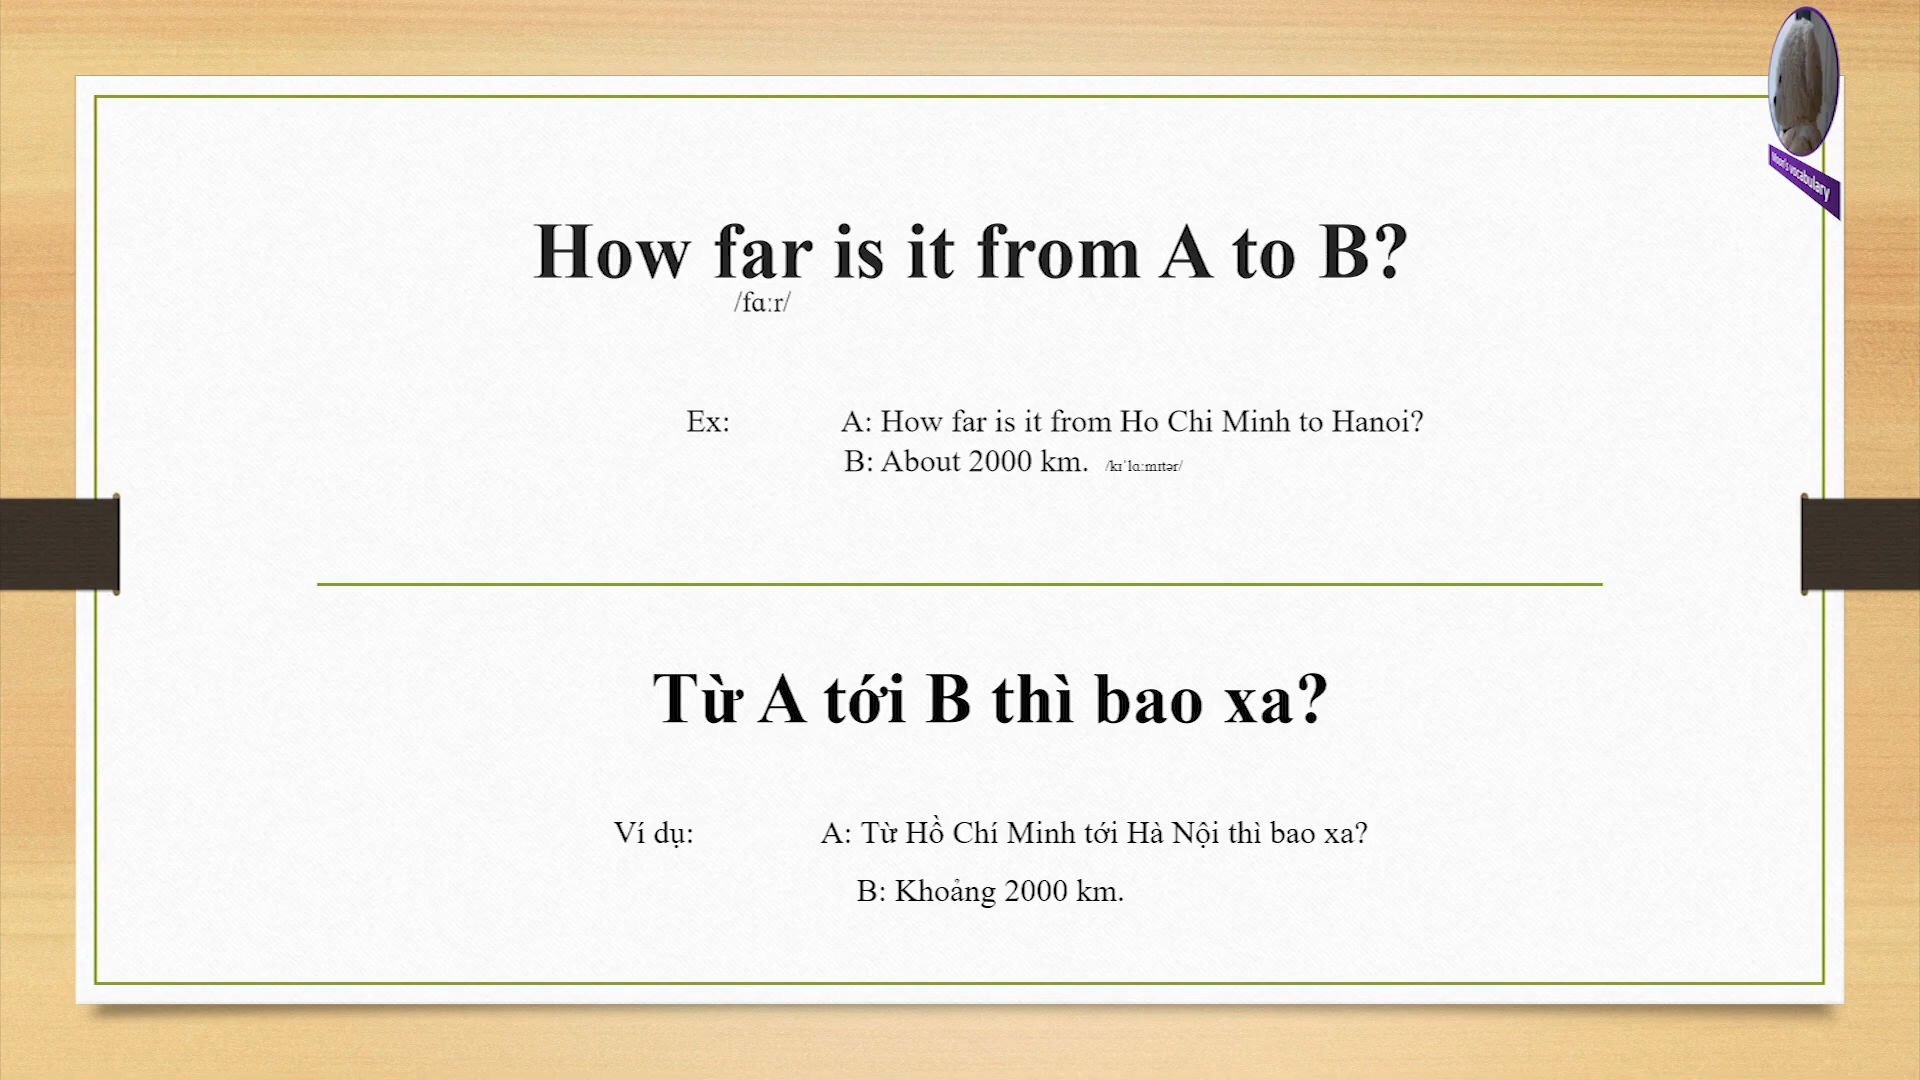 Moon's vocabulary
How far is it from A to B?
/fɑːr/
Ex: A: How far is it from Ho Chi Minh to Hanoi?
B: About 2000 km. /kɪˈlɑːmɪtər/
Từ A tới B thì bao xa?
Ví dụ: A: Từ Hồ Chí Minh tới Hà Nội thì bao xa?
B: Khoảng 2000 km.